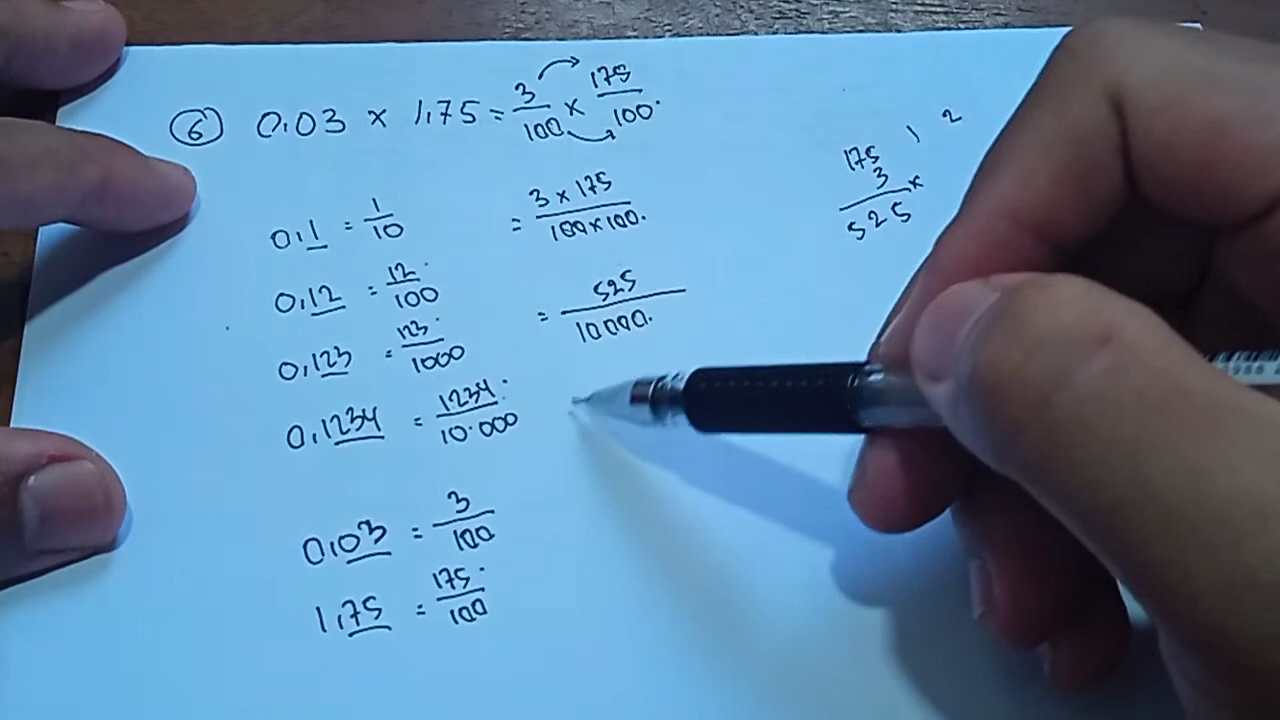 6 0,03 × 1,75 = 3/100 × 175/100
0,1 = 1/10
0,12 = 12/100
0,123 = 123/1000
0,1234 = 1234/10.000
0,03 = 3/100
1,75 = 175/100
= 3 × 175/100 × 100
= 525/10000
1 2
175
3 ×
525